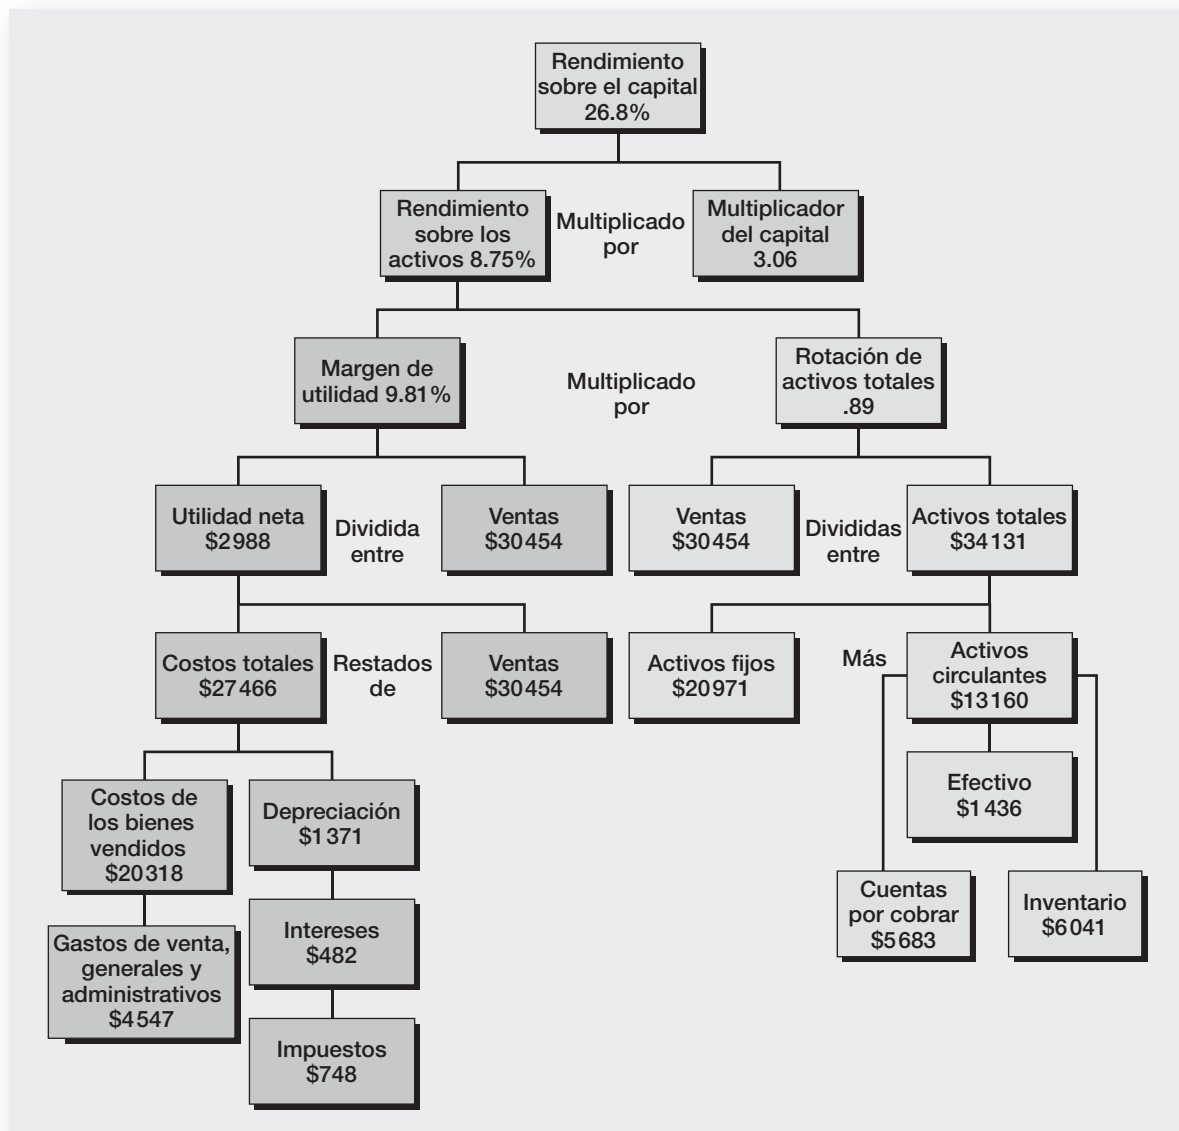 Rendimiento
sobre el capital
26.8%
Rendimiento
sobre los
activos 8.75%
Multiplicado
por
Multiplicador
del capital
3.06
Margen de
utilidad 9.81%
Multiplicado
por
Rotación de
activos totales
.89
Utilidad neta
$2988
Dividida
entre
Ventas
$30454
Ventas
$30454
Divididas
entre
Activos totales
$34131
Costos totales
$27466
Restados
de
Ventas
$30454
Activos fijos
$20971
Más
Activos
circulantes
$13160
Costos de
los bienes
vendidos
$20318
Depreciación
$1371
Efectivo
$1436
Gastos de venta,
generales y
administrativos
$4547
Intereses
$482
Cuentas
por cobrar
$5683
Inventario
$6041
Impuestos
$748